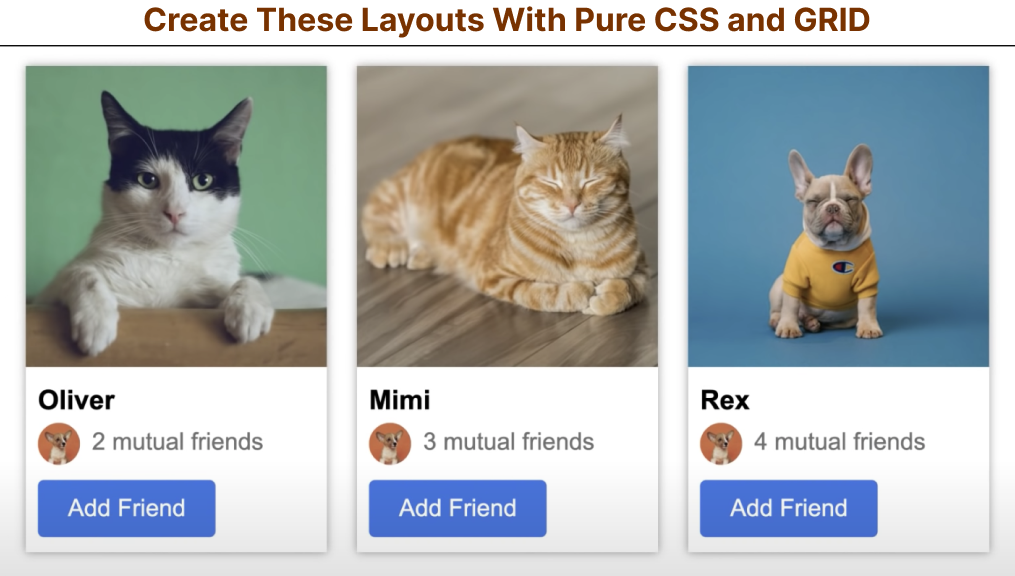 Create These Layouts With Pure CSS and GRID
Oliver
2 mutual friends
Add Friend
Mimi
3 mutual friends
Add Friend
Rex
4 mutual friends
Add Friend